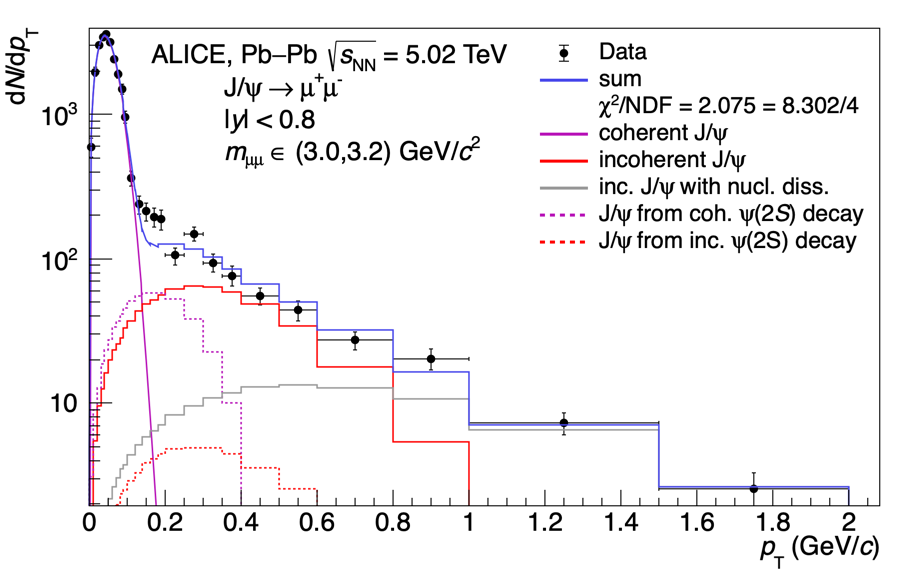 dN/dpT
ALICE, Pb–Pb √sNN = 5.02 TeV
J/ψ → μ+μ-
|y| < 0.8
mμμ ∈ (3.0,3.2) GeV/c²
Data
sum
χ²/NDF = 2.075 = 8.302/4
coherent J/ψ
incoherent J/ψ
inc. J/ψ with nucl. diss.
J/ψ from coh. ψ(2S) decay
J/ψ from inc. ψ(2S) decay
10³
10²
10
0 0.2 0.4 0.6 0.8 1 1.2 1.4 1.6 1.8 2
pT (GeV/c)